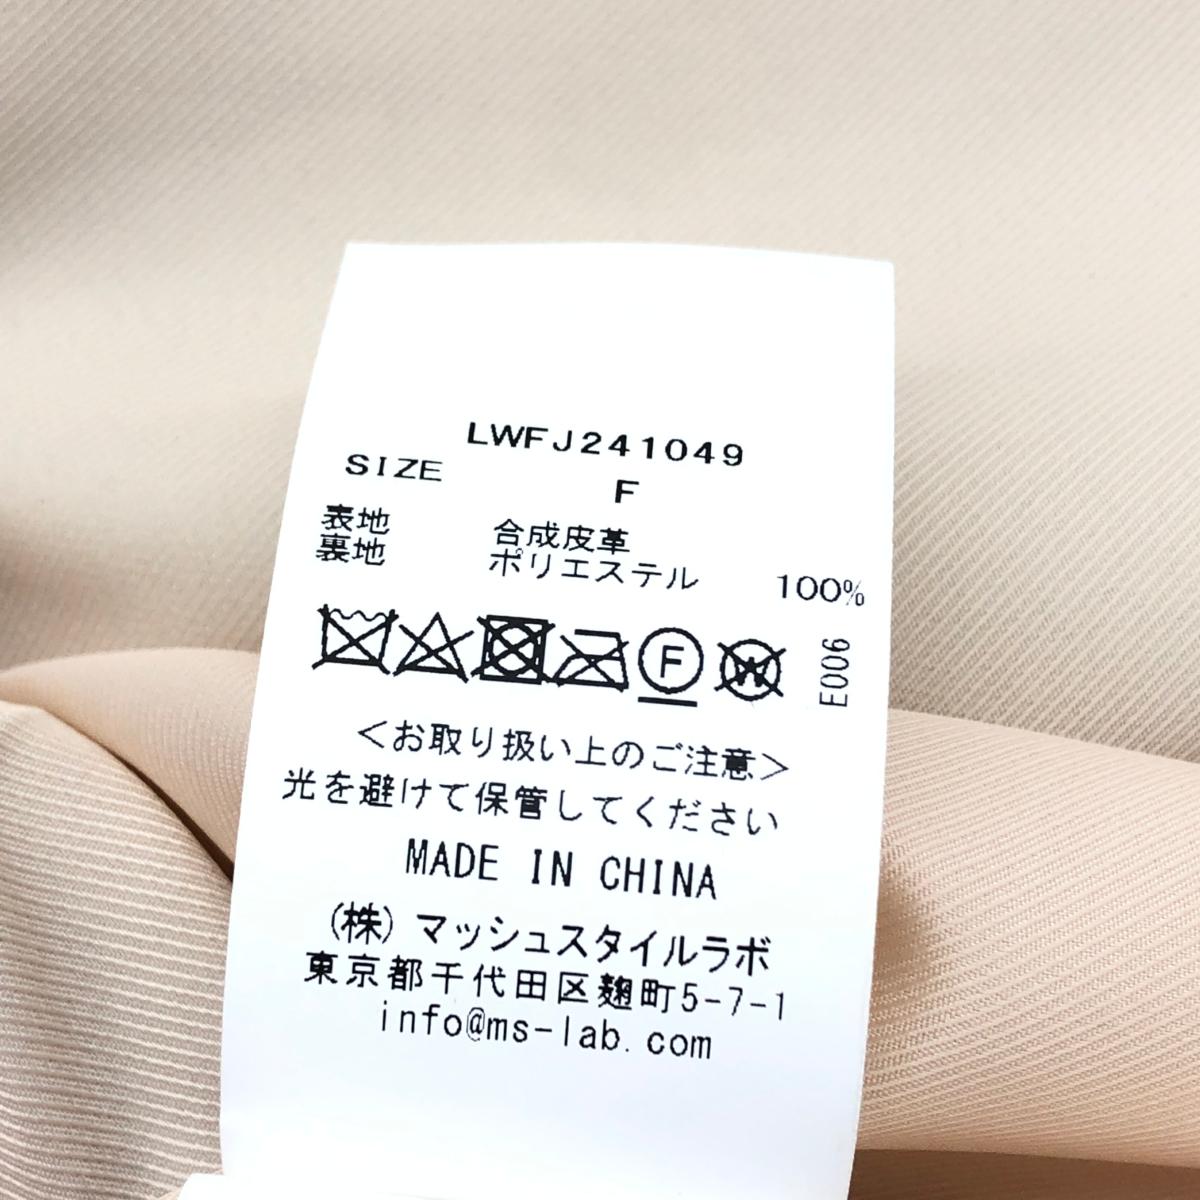 LWFJ241049
SIZE F
表地 合成皮革
裏地 ポリエステル 100%
F W
E006
<お取り扱い上のご注意>
光を避けて保管してください
MADE IN CHINA
(株)マッシュスタイルラボ
東京都千代田区麹町5-7-1
info@ms-lab.com